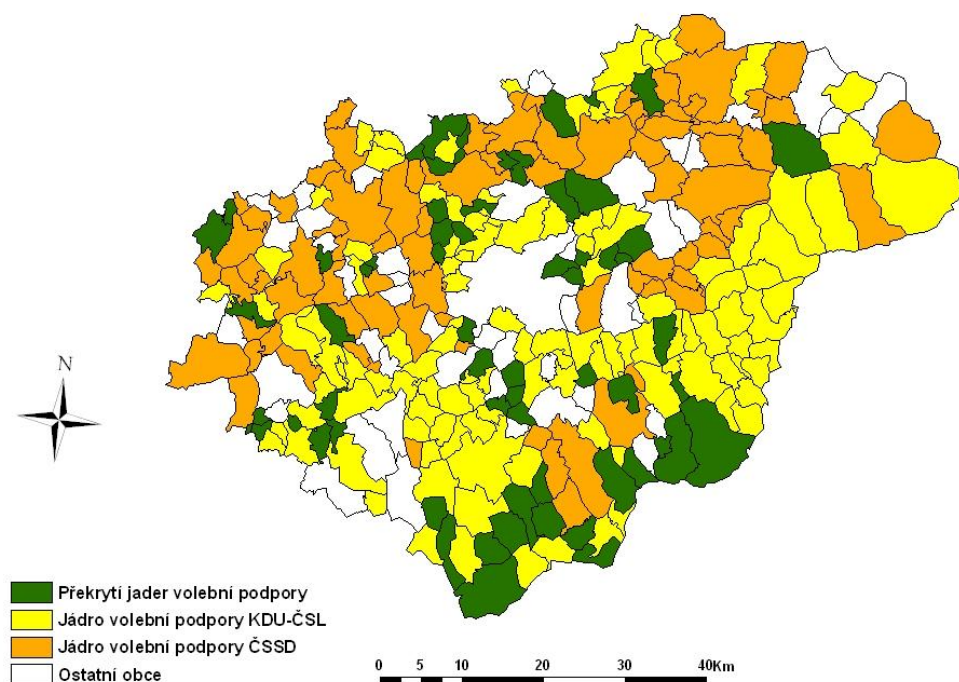 N
Překrytí jader volební podpory
Jádro volební podpory KDU-ČSL
Jádro volební podpory ČSSD
Ostatní obce
0 5 10 20 30 40Km